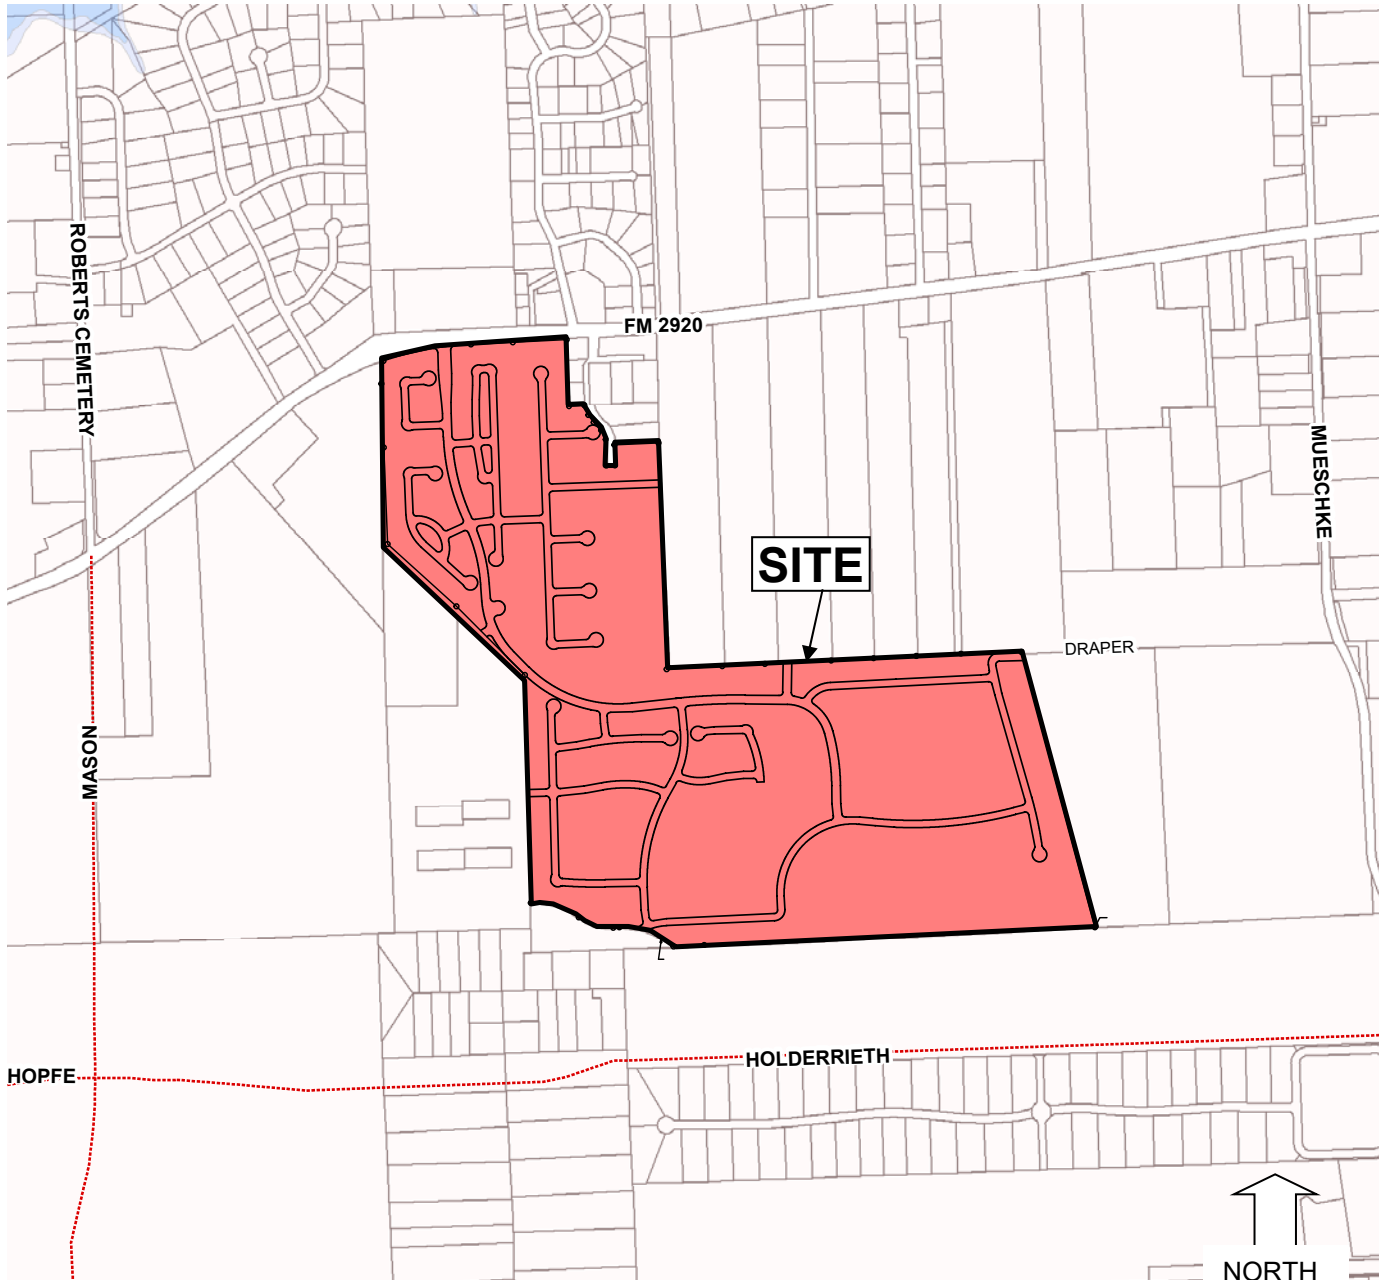 FM 2920
ROBERTS CEMETERY
MUESCHKE
SITE
DRAPER
MASON
HOLDERRIETH
HOPFE
NORTH